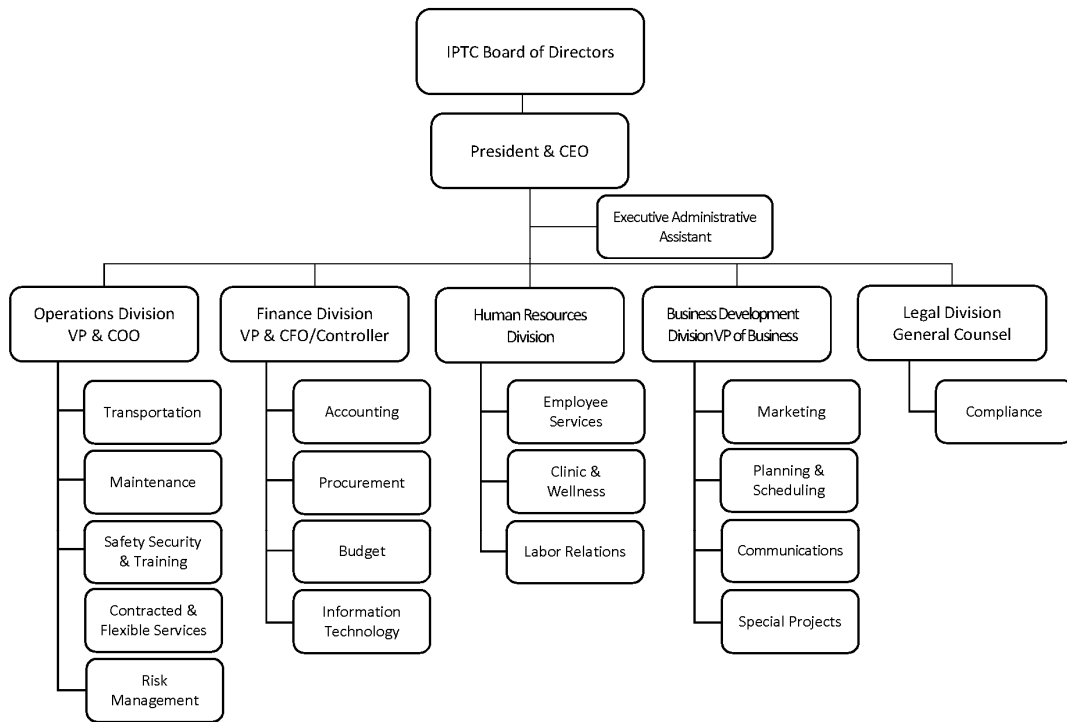 IPTC Board of Directors
President & CEO
Executive Administrative
Assistant
Operations Division
VP & COO
Finance Division
VP & CFO/Controller
Human Resources
Division
Business Development
Division VP of Business
Legal Division
General Counsel
Transportation
Maintenance
Safety Security
& Training
Contracted &
Flexible Services
Risk
Management
Accounting
Procurement
Budget
Information
Technology
Employee
Services
Clinic &
Wellness
Labor Relations
Marketing
Planning &
Scheduling
Communications
Special Projects
Compliance